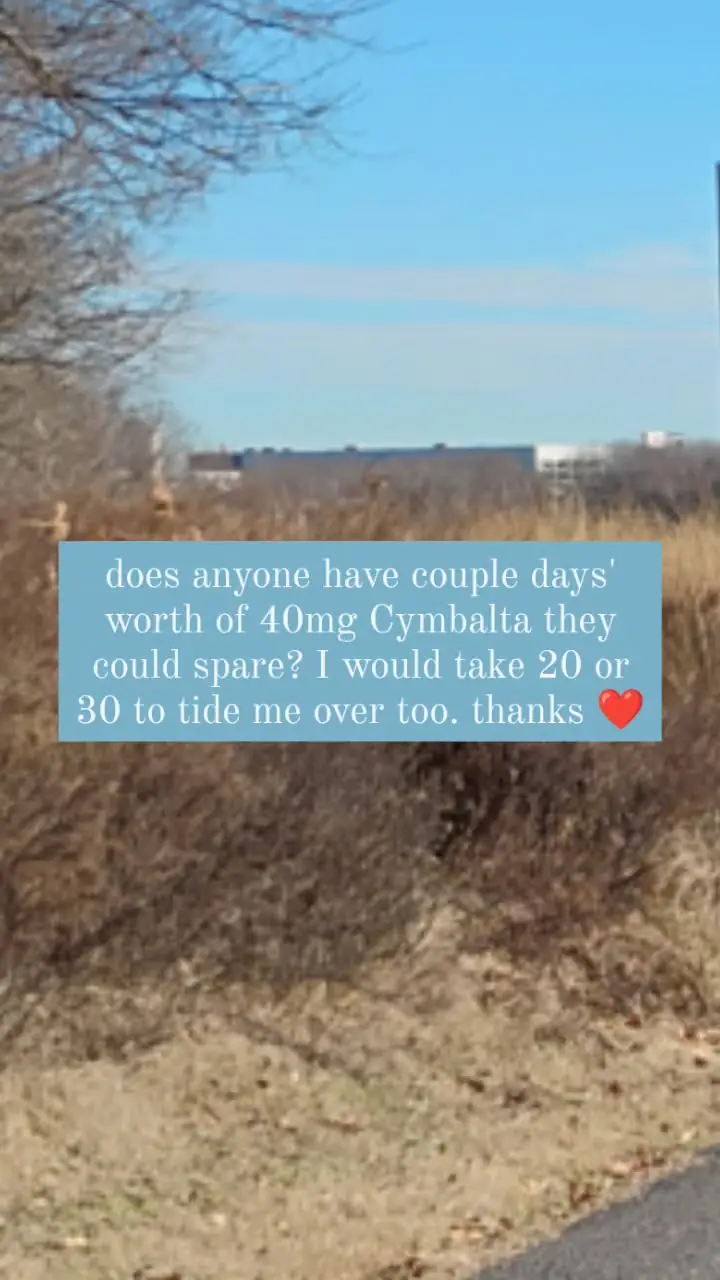 does anyone have couple days'
worth of 40mg Cymbalta they
could spare? I would take 20 or
30 to tide me over too. thanks ❤️